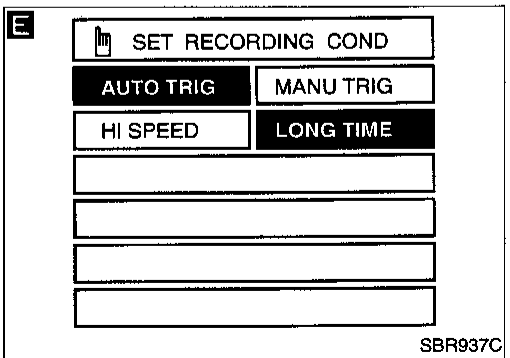 E
SET RECORDING COND
AUTO TRIG MANU TRIG
HI SPEED LONG TIME
SBR937C